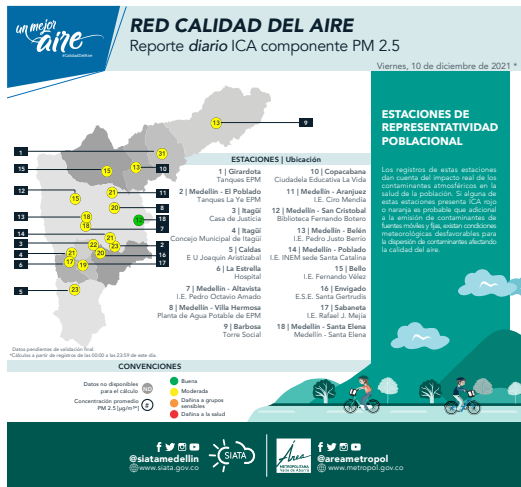 un mejor
aire
#CalidadDelAire
RED CALIDAD DEL AIRE
Reporte diario ICA componente PM 2.5
Viernes, 10 de diciembre de 2021 *
ESTACIONES DE
REPRESENTATIVIDAD
POBLACIONAL
Los registros de estas estaciones
dan cuenta del impacto real de los
contaminantes atmosféricos en la
salud de la población. Si alguna de
estas estaciones presenta ICA rojo
o naranja es probable que adicional
a la emisión de contaminantes de
fuentes móviles y fijas, existan condiciones
meteorológicas desfavorables para
la dispersión de contaminantes afectando
la calidad del aire.
1
15
12
13
14
3
4
6
5
9
10
11
8
18
7
2
16
17
13
31
13
15
15
21
20
18
18
21
22
23
20
21
17
19
23
ESTACIONES | Ubicación
1 | Girardota
Tanques EPM
2 | Medellín - El Poblado
Tanques La Ye EPM
3 | Itagüí
Casa de Justicia
4 | Itagüí
Concejo Municipal de Itagüí
5 | Caldas
E U Joaquín Aristizabal
6 | La Estrella
Hospital
7 | Medellín - Altavista
I.E. Pedro Octavio Amado
8 | Medellín - Villa Hermosa
Planta de Agua Potable de EPM
9 | Barbosa
Torre Social
10 | Copacabana
Ciudadela Educativa La Vida
11 | Medellín - Aranjuez
I.E. Ciro Mendía
12 | Medellín - San Cristobal
Biblioteca Fernando Botero
13 | Medellín - Belén
I.E. Pedro Justo Berrio
14 | Medellín - Poblado
I.E. INEM sede Santa Catalina
15 | Bello
I.E. Fernando Vélez
16 | Envigado
E.S.E. Santa Gertrudis
17 | Sabaneta
I.E. Rafael J. Mejia
18 | Medellín - Santa Elena
Medellín - Santa Elena
Datos pendientes de validación final.
*Cálculos a partir de registros de las 00:00 a las 23:59 de este día.
CONVENCIONES
Datos no disponibles
para el cálculo
ND
Concentración promedio
PM 2.5 [µg/m³]
#
Buena
Moderada
Dañina a grupos
sensibles
Dañina a la salud
@siatamedellin
www.siata.gov.co
SIATA
Área
METROPOLITANA
Valle de Aburrá
@areametropol
www.metropol.gov.co